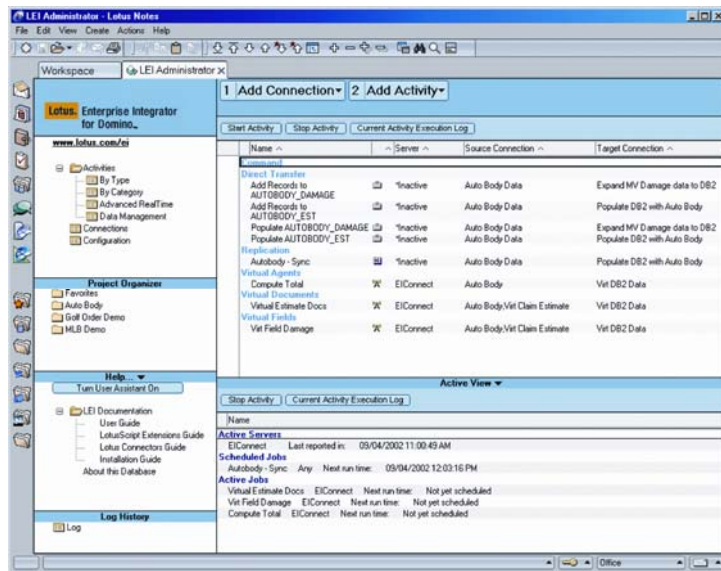 LEI Administrator - Lotus Notes
File Edit View Create Actions Help
Workspace LEI Administrator X
Lotus. Enterprise Integrator
for Domino
www.lotus.com/ei
Activities
By Type
By Category
Advanced RealTime
Data Management
Connections
Configuration
Project Organizer
Favorites
Auto Body
Golf Order Demo
MLB Demo
Help...
Turn User Assistant On
LEI Documentation
User Guide
LotusScript Extensions Guide
Lotus Connectors Guide
Installation Guide
About this Database
Log History
Log
1 Add Connection 2 Add Activity
Start Activity Stop Activity Current Activity Execution Log
Name Server Source Connection Target Connection
Command
Direct Transfer
Add Records to AUTOBODY_DAMAGE *Inactive Auto Body Data Expand MV Damage data to DB2
Add Records to AUTOBODY_EST *Inactive Auto Body Data Populate DB2 with Auto Body
Populate AUTOBODY_DAMAGE *Inactive Auto Body Data Expand MV Damage data to DB2
Populate AUTOBODY_EST *Inactive Auto Body Data Populate DB2 with Auto Body
Replication
Autobody - Sync *Inactive Auto Body Data Populate DB2 with Auto Body
Virtual Agents
Compute Total EIConnect Auto Body Virt DB2 Data
Virtual Documents
Virtual Estimate Docs EIConnect Auto Body;Virt Claim Estimate Virt DB2 Data
Virtual Fields
Virt Field Damage EIConnect Auto Body;Virt Claim Estimate Virt DB2 Data
Active View
Stop Activity Current Activity Execution Log
Name
Active Servers
EIConnect Last reported in: 09/04/2002 11:00:49 AM
Scheduled Jobs
Autobody - Sync Any Next run time: 09/04/2002 12:03:16 PM
Active Jobs
Virtual Estimate Docs EIConnect Next run time: Not yet scheduled
Virt Field Damage EIConnect Next run time: Not yet scheduled
Compute Total EIConnect Next run time: Not yet scheduled
Office